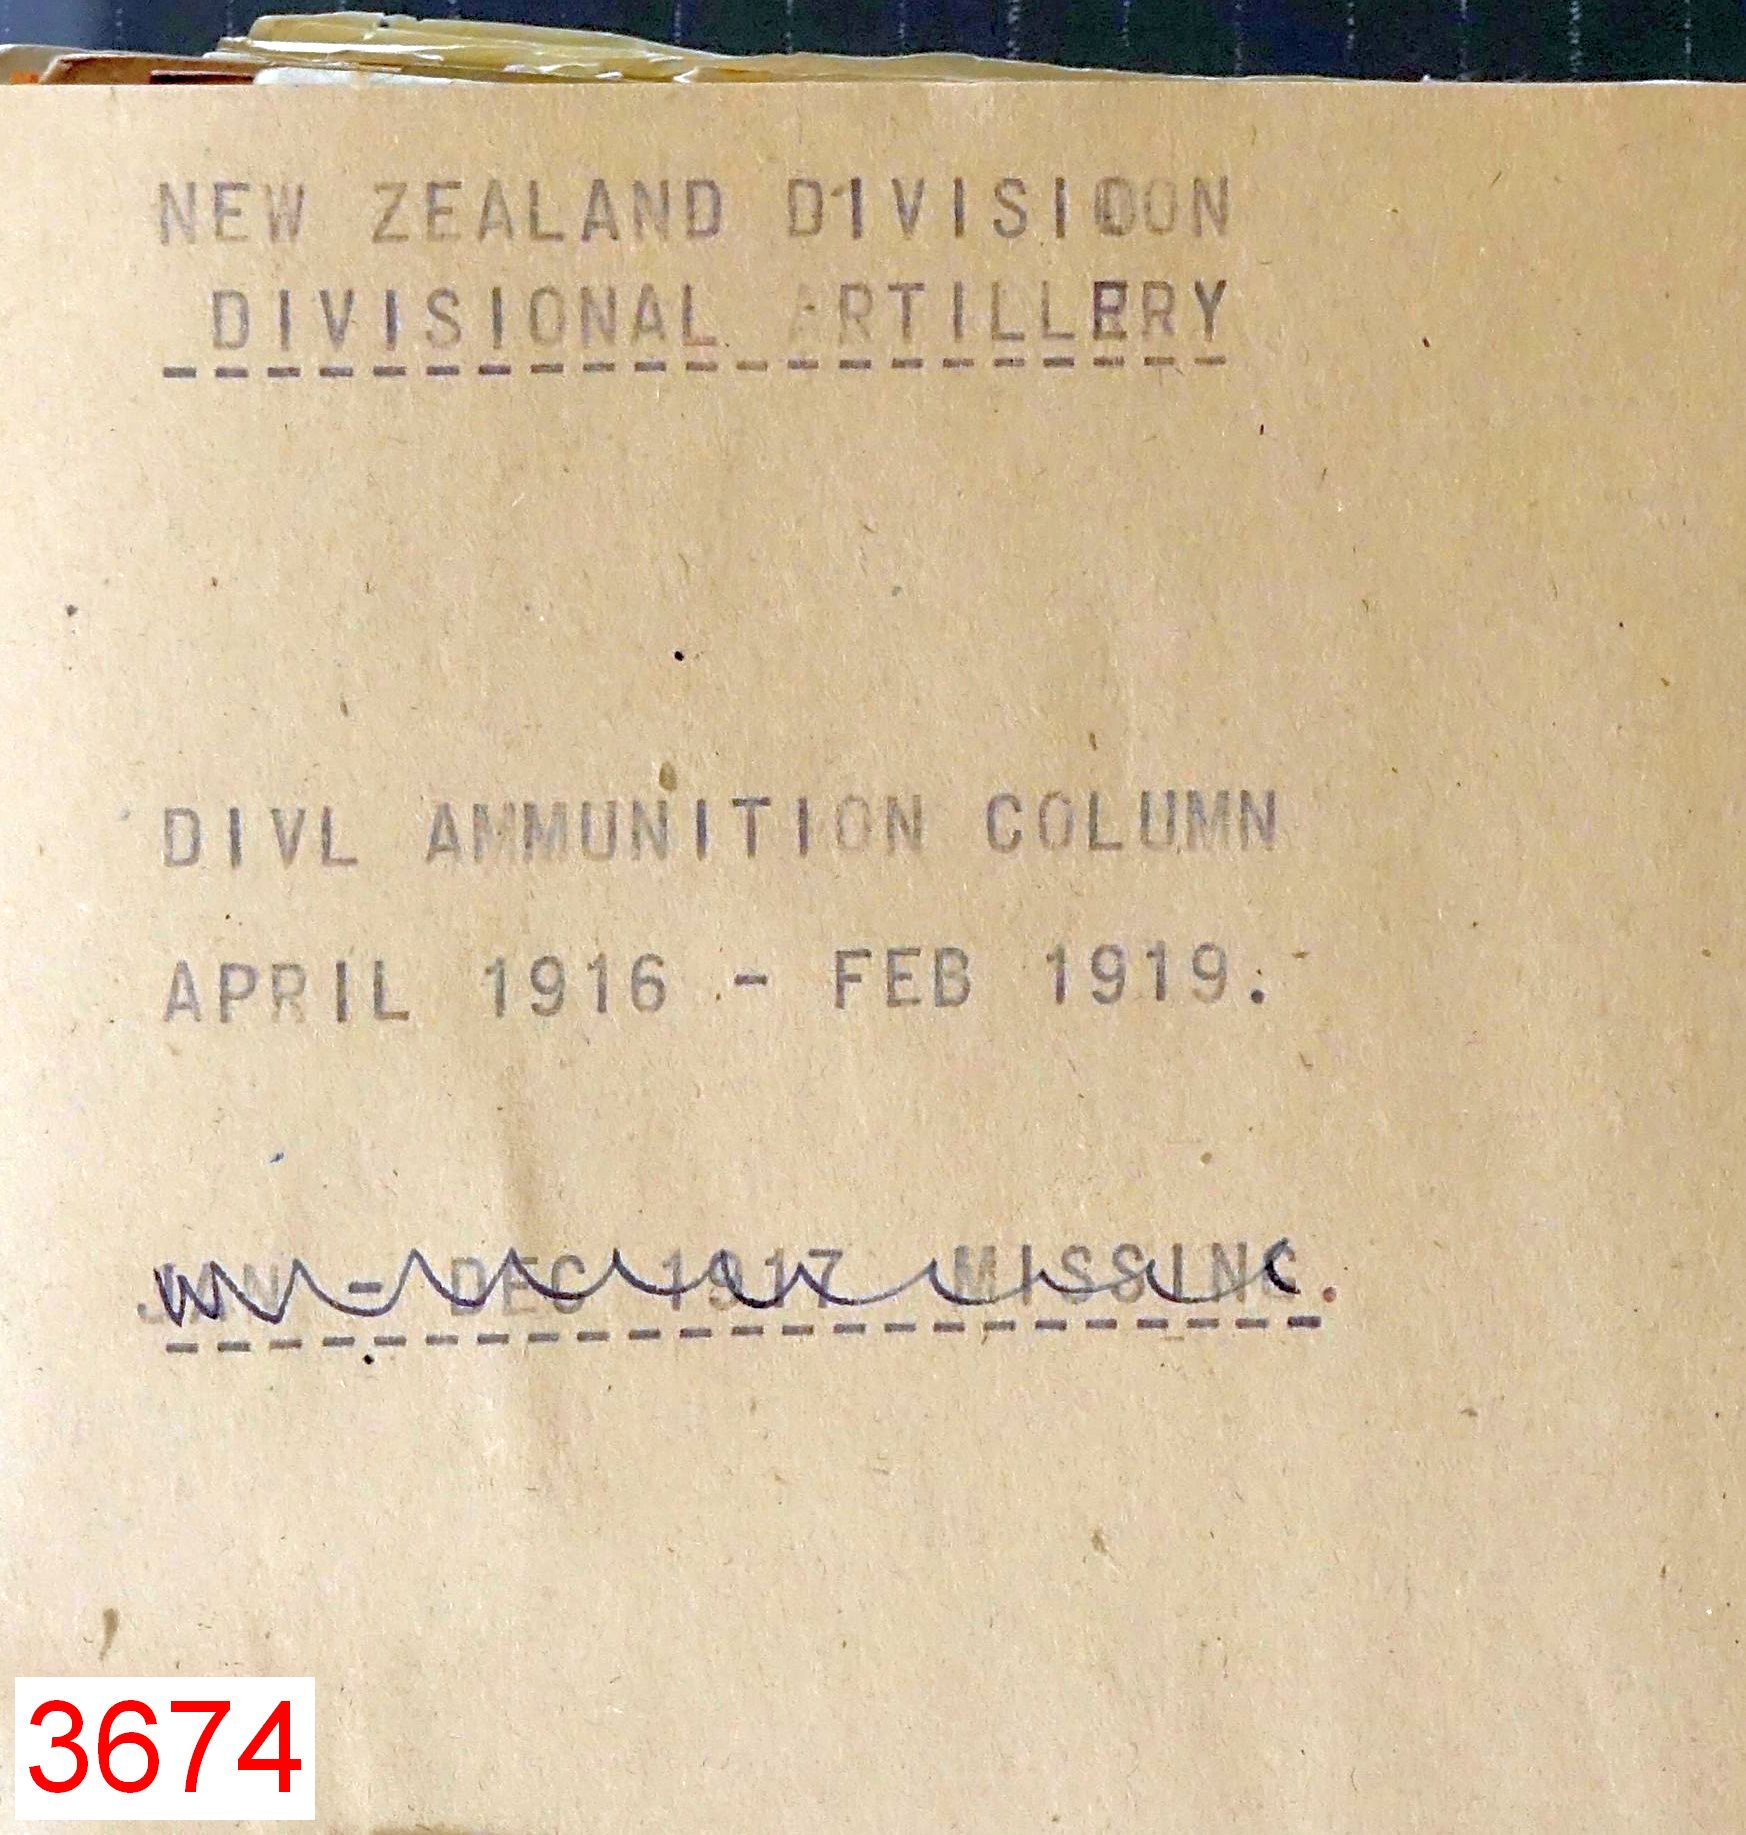 NEW ZEALAND DIVISIOON
DIVISIONAL ARTILLERY
DIVL AMMUNITION COLUMN
APRIL 1916 - FEB 1919.
JAN - DEC 1917 MISSING.
3674